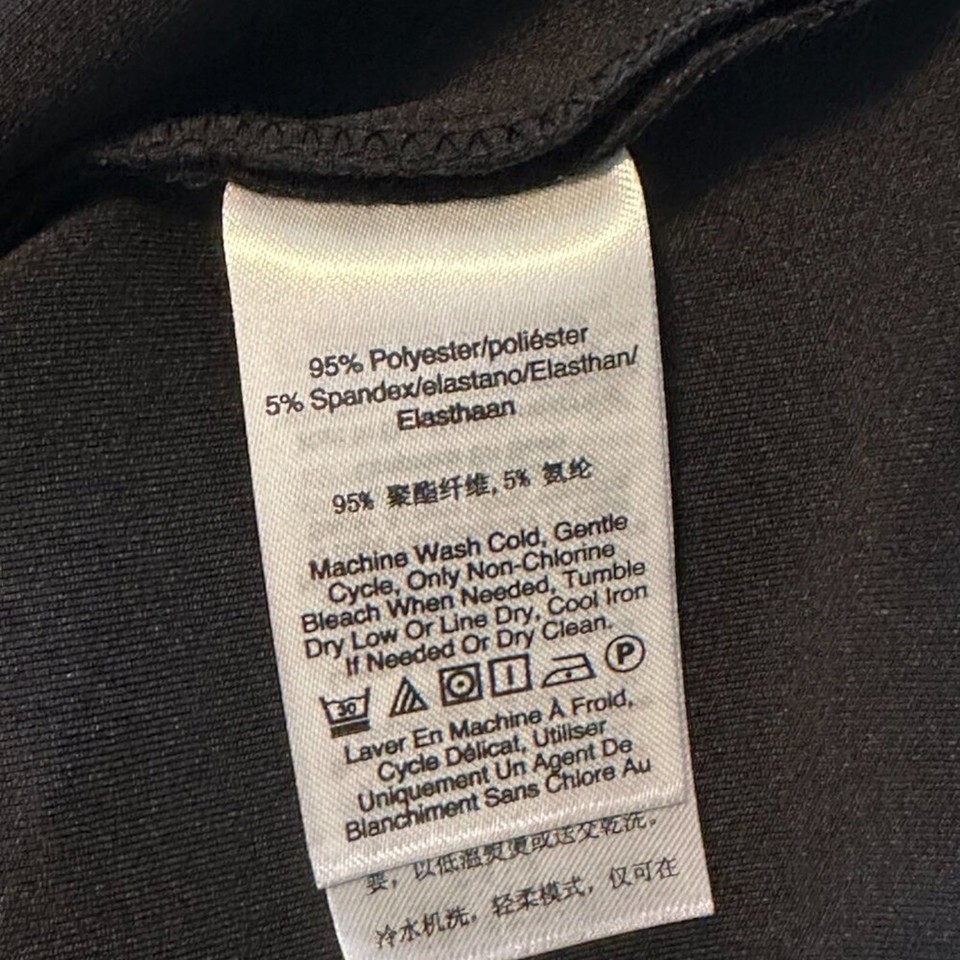 95% Polyester/poliéster
5% Spandex/elastano/Elasthan/
Elasthaan
95% 聚酯纤维, 5% 氨纶
Machine Wash Cold, Gentle
Cycle, Only Non-Chlorine
Bleach When Needed, Tumble
Dry Low Or Line Dry, Cool Iron
If Needed Or Dry Clean.
30 P
Laver En Machine À Froid,
Cycle Délicat, Utiliser
Uniquement Un Agent De
Blanchiment Sans Chlore Au
要，以低温熨烫或送交乾洗。
冷水机洗，轻柔模式，仅可在